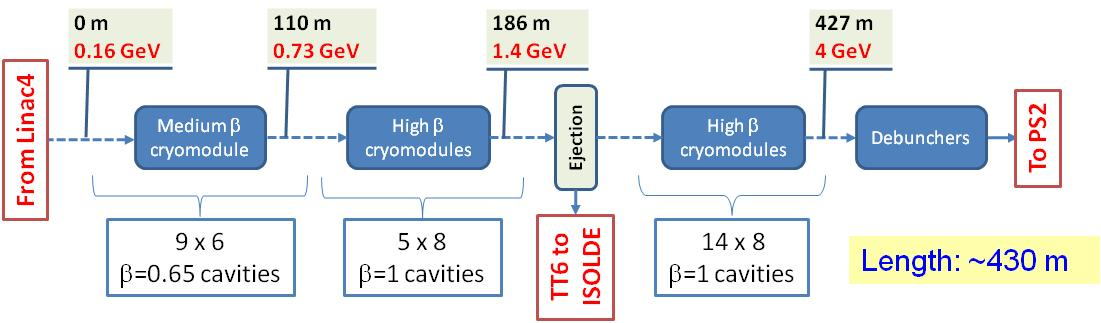 0 m
0.16 GeV
110 m
0.73 GeV
186 m
1.4 GeV
427 m
4 GeV
From Linac4
Medium β
cryomodule
High β
cryomodules
Ejection
High β
cryomodules
Debunchers
To PS2
9 x 6
β=0.65 cavities
5 x 8
β=1 cavities
TT6 to
ISOLDE
14 x 8
β=1 cavities
Length: ~430 m